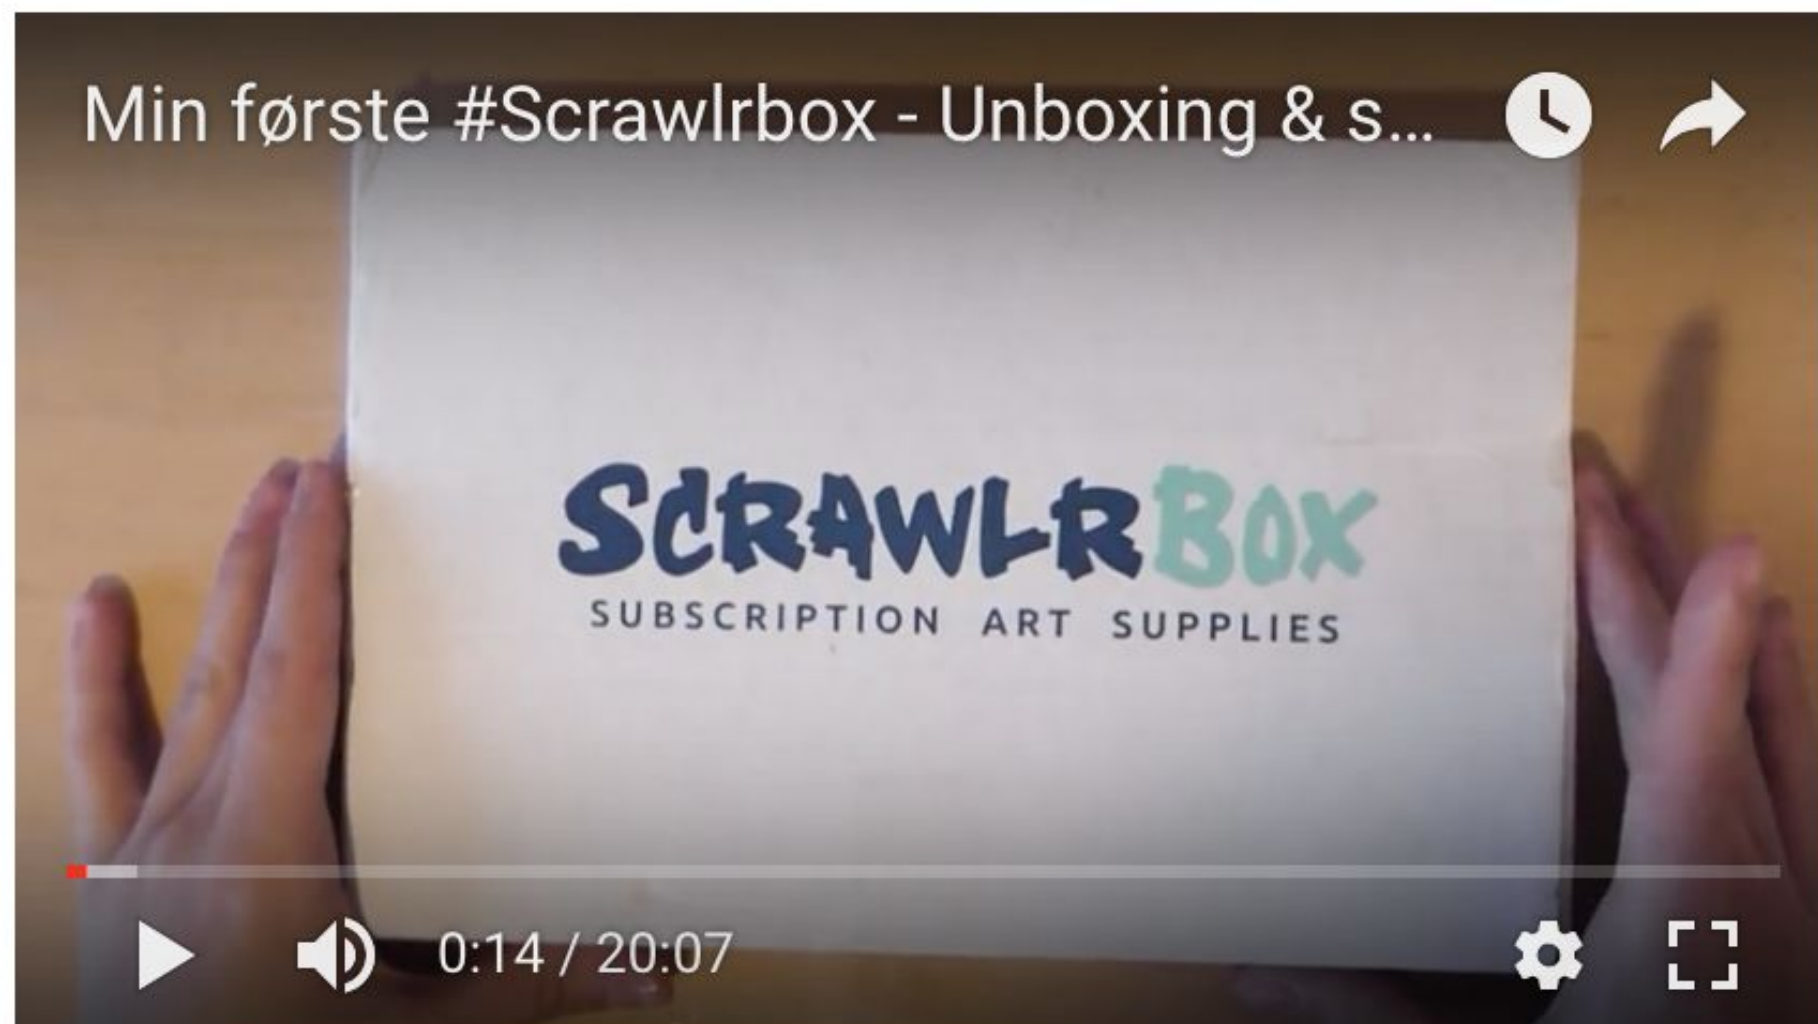 Min første #Scrawlrbox - Unboxing & s...
SCRAWLRBOX
SUBSCRIPTION ART SUPPLIES
0:14 / 20:07